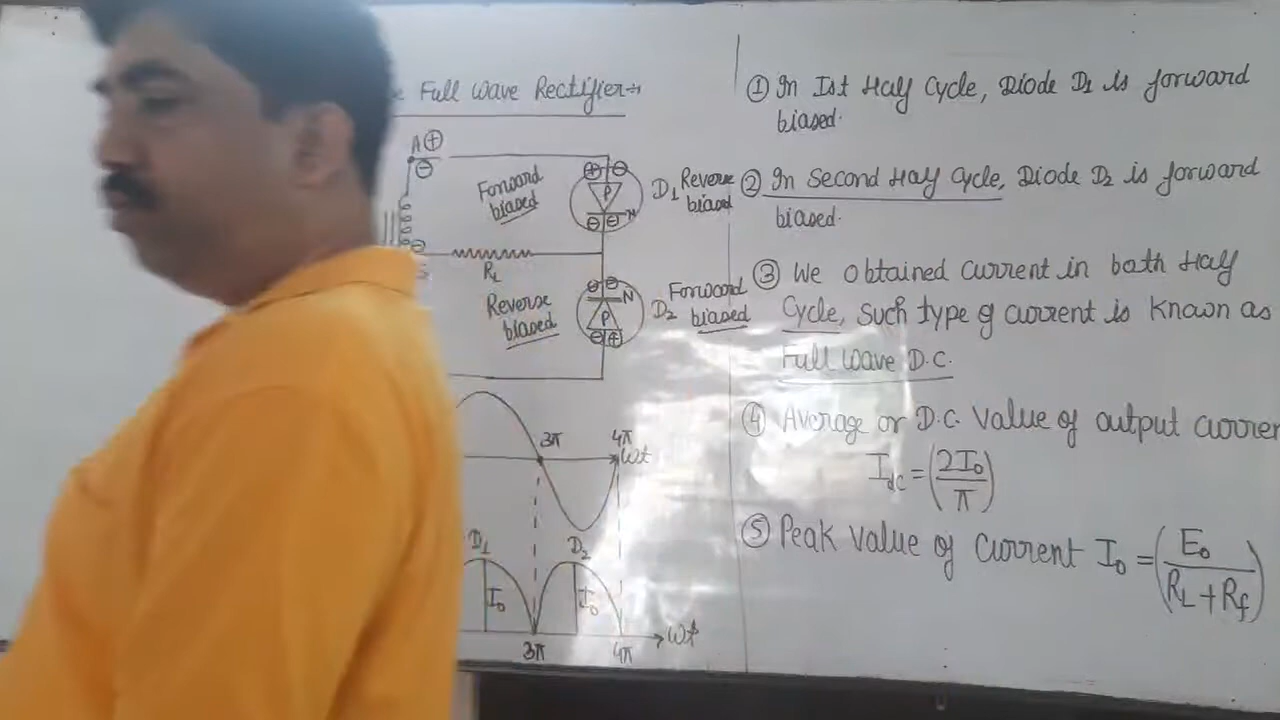 Full Wave Rectifier→
A ⊕
⊖
Forward
biased
⊕ ⊖
P
⊖ ⊖ N
D₁
Reverse
biased
⊖
RL
Reverse
biased
⊖ ⊖
N
P
⊖ +
D₂
Forward
biased
3π
4π
Wt
D₁
D₂
I₀
I₀
3π
4π
Wt
① In Ist Half Cycle, Diode D₁ is forward
biased.
② In Second Half Cycle, Diode D₂ is forward
biased.
③ We obtained current in both Half
Cycle, Such type of current is known as
Full Wave D.C.
④ Average or D.C. Value of output curren
Idc = (2I₀/π)
⑤ Peak value of current I₀ = (E₀/(RL + Rf))